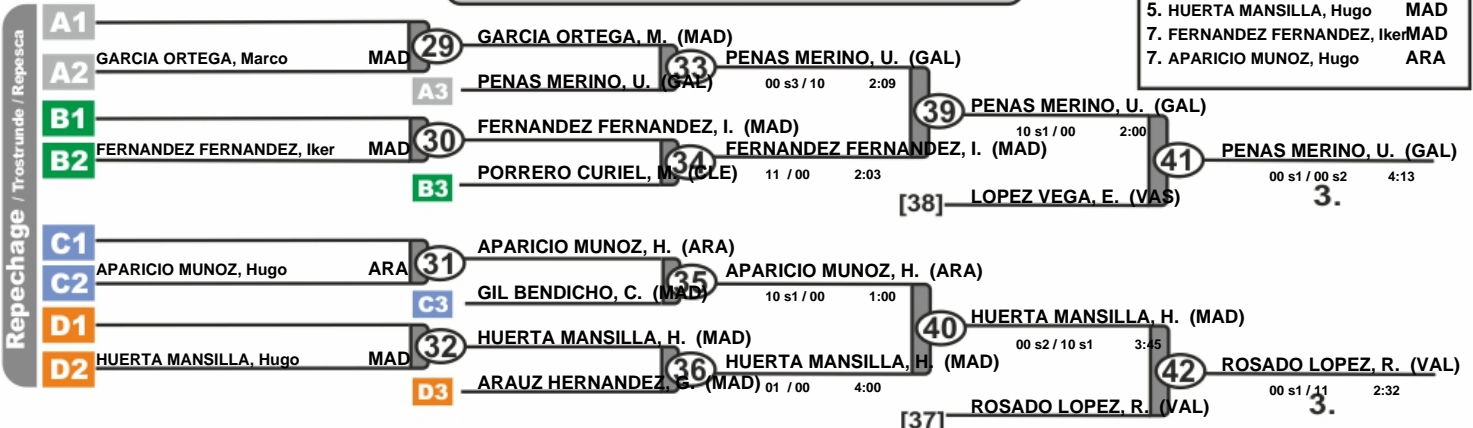 5. HUERTA MANSILLA, Hugo MAD
7. FERNANDEZ FERNANDEZ, Iker MAD
7. APARICIO MUNOZ, Hugo ARA
Repechage / Trostrunde / Repesca
A1
GARCIA ORTEGA, Marco MAD
A2
29
GARCIA ORTEGA, M. (MAD)
A3
PENAS MERINO, U. (GAL)
33
PENAS MERINO, U. (GAL)
00 s3 / 10 2:09
B1
FERNANDEZ FERNANDEZ, Iker MAD
B2
30
FERNANDEZ FERNANDEZ, I. (MAD)
B3
PORRERO CURIEL, M. (CLE)
34
FERNANDEZ FERNANDEZ, I. (MAD)
11 / 00 2:03
39
PENAS MERINO, U. (GAL)
10 s1 / 00 2:00
[38]
LOPEZ VEGA, E. (VAS)
41
PENAS MERINO, U. (GAL)
00 s1 / 00 s2 4:13
3.
C1
APARICIO MUNOZ, Hugo ARA
C2
31
APARICIO MUNOZ, H. (ARA)
C3
GIL BENDICHO, C. (MAD)
35
APARICIO MUNOZ, H. (ARA)
10 s1 / 00 1:00
D1
HUERTA MANSILLA, Hugo MAD
D2
32
HUERTA MANSILLA, H. (MAD)
D3
ARAUZ HERNANDEZ, G. (MAD)
36
HUERTA MANSILLA, H. (MAD)
01 / 00 4:00
40
HUERTA MANSILLA, H. (MAD)
00 s2 / 10 s1 3:45
[37]
ROSADO LOPEZ, R. (VAL)
42
ROSADO LOPEZ, R. (VAL)
00 s1 / 11 2:32
3.